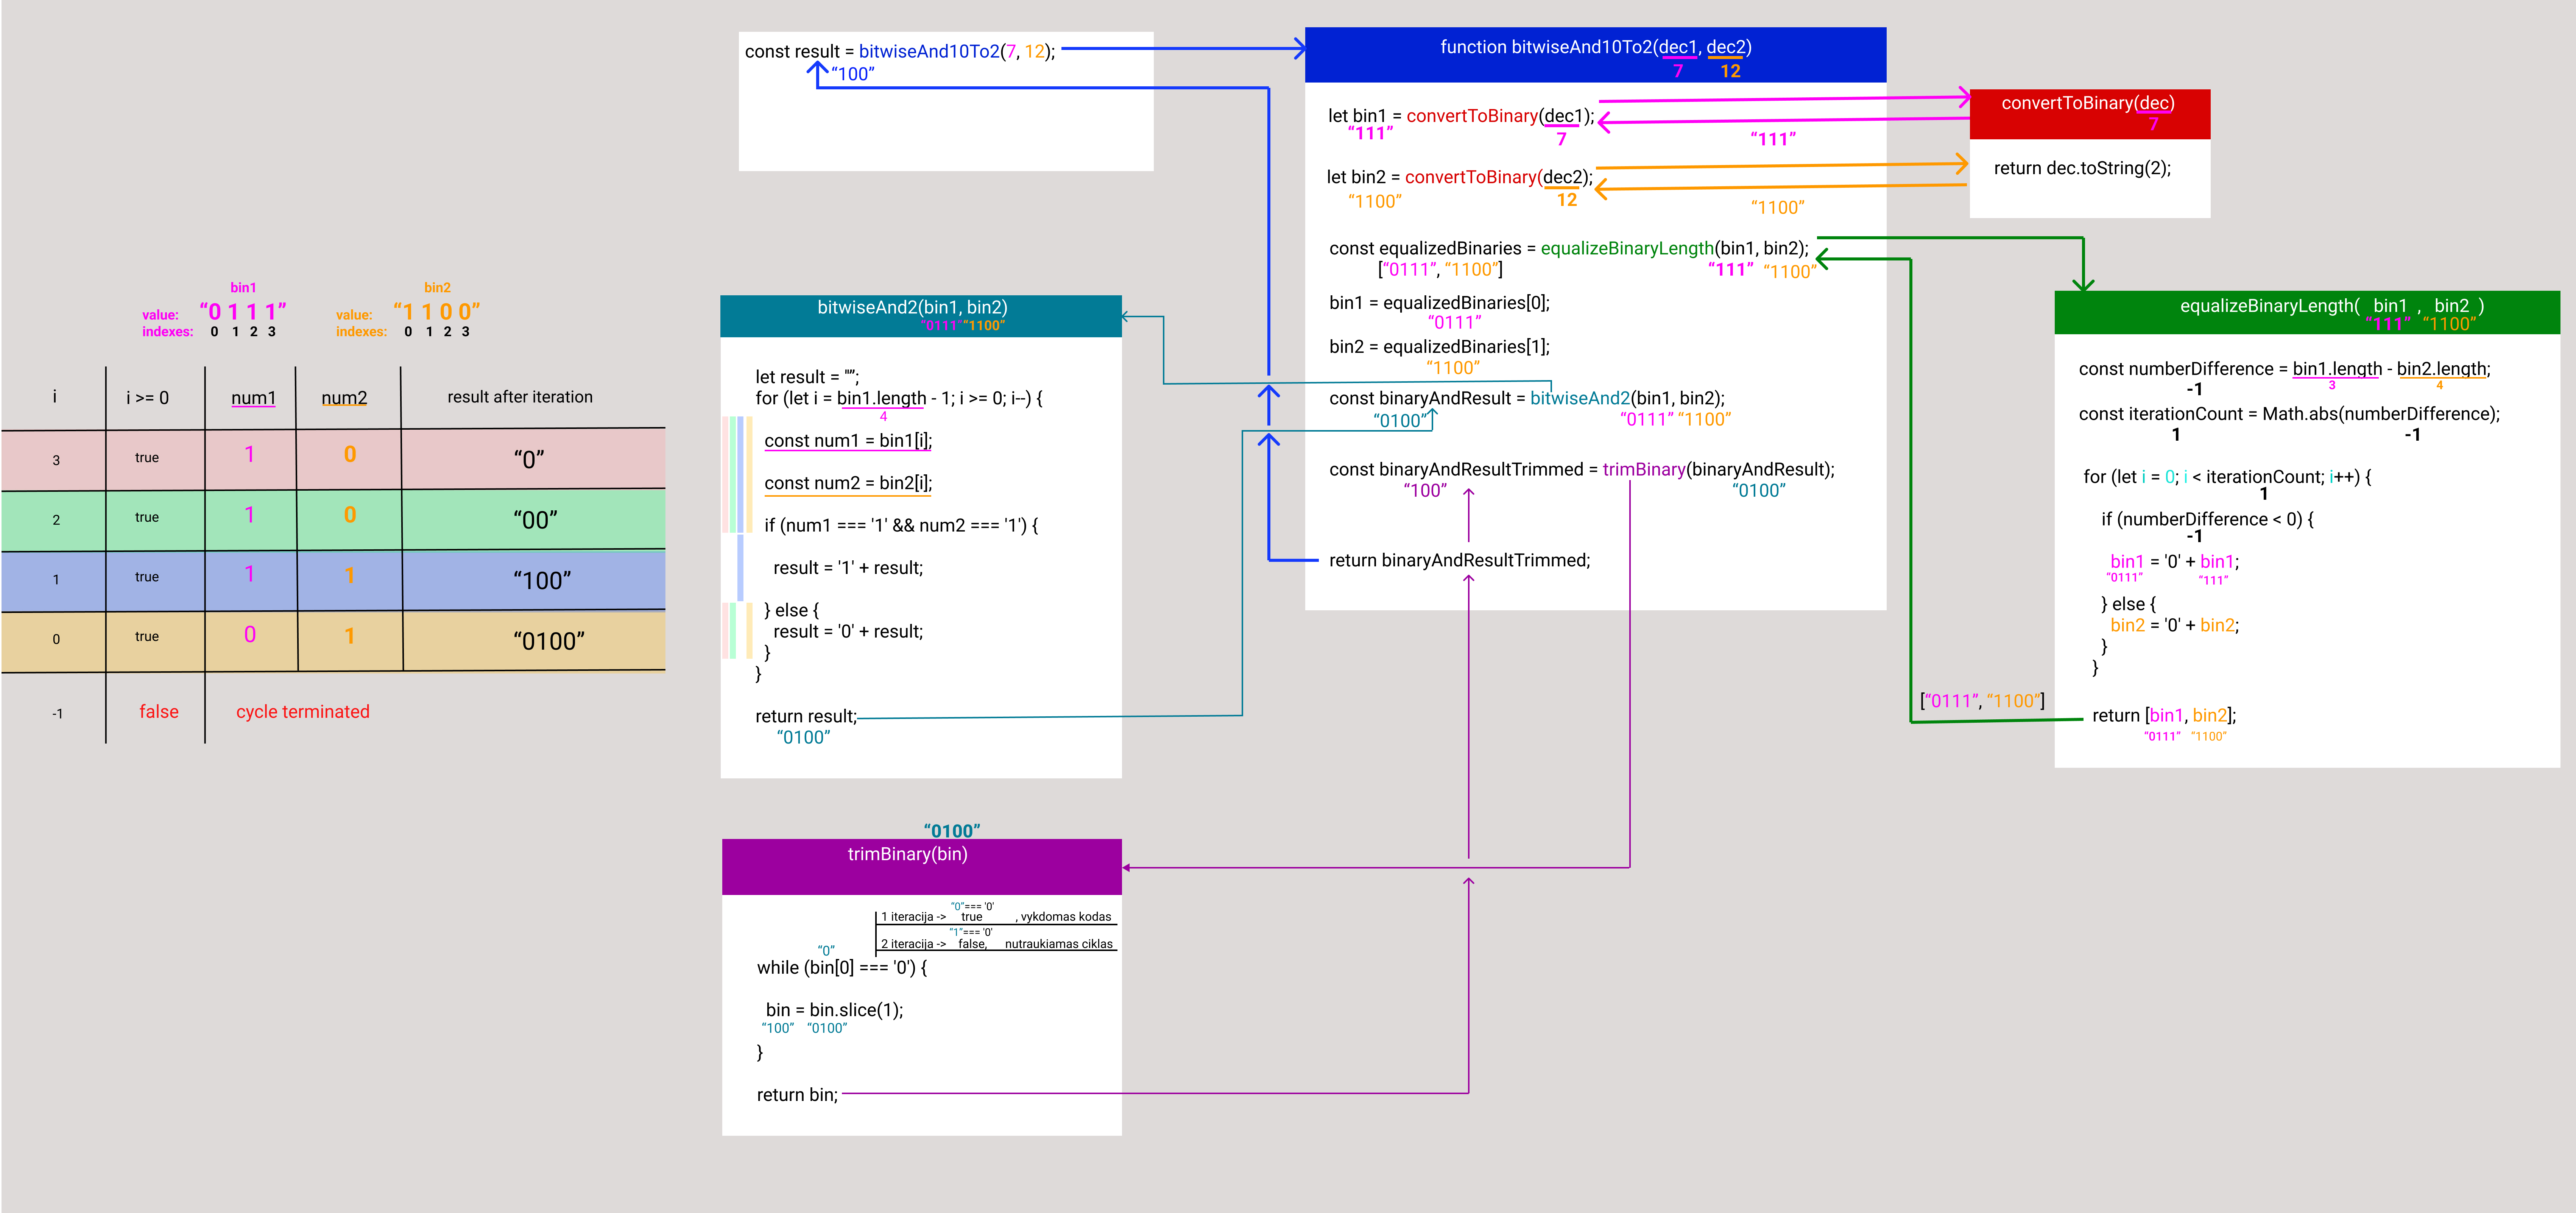 const result = bitwiseAnd10To2(7, 12);
“100”
function bitwiseAnd10To2(dec1, dec2)
7 12
let bin1 = convertToBinary(dec1);
“111” 7 “111”
let bin2 = convertToBinary(dec2);
“1100” 12 “1100”
const equalizedBinaries = equalizeBinaryLength(bin1, bin2);
[“0111”, “1100”] “111” “1100”
bin1 = equalizedBinaries[0];
“0111”
bin2 = equalizedBinaries[1];
“1100”
const binaryAndResult = bitwiseAnd2(bin1, bin2);
“0100” “0111” “1100”
const binaryAndResultTrimmed = trimBinary(binaryAndResult);
“100” “0100”
return binaryAndResultTrimmed;
convertToBinary(dec)
7
return dec.toString(2);
equalizeBinaryLength( bin1 , bin2 )
“111” “1100”
const numberDifference = bin1.length - bin2.length;
-1 3 4
const iterationCount = Math.abs(numberDifference);
1 -1
for (let i = 0; i < iterationCount; i++) {
1
if (numberDifference < 0) {
-1
bin1 = '0' + bin1;
“0111” “111”
} else {
bin2 = '0' + bin2;
}
}
[“0111”, “1100”]
return [bin1, bin2];
“0111” “1100”
bin1 bin2
value: “0 1 1 1” value: “1 1 0 0”
indexes: 0 1 2 3 indexes: 0 1 2 3
i i >= 0 num1 num2 result after iteration
3 true 1 0 “0”
2 true 1 0 “00”
1 true 1 1 “100”
0 true 0 1 “0100”
-1 false cycle terminated
bitwiseAnd2(bin1, bin2)
“0111” “1100”
let result = "";
for (let i = bin1.length - 1; i >= 0; i--) {
4
const num1 = bin1[i];
const num2 = bin2[i];
if (num1 === '1' && num2 === '1') {
result = '1' + result;
} else {
result = '0' + result;
}
}
return result;
“0100”
“0100”
trimBinary(bin)
“0”=== '0'
1 iteracija -> true , vykdomas kodas
“1”=== '0'
2 iteracija -> false, nutraukiamas ciklas
“0”
while (bin[0] === '0') {
bin = bin.slice(1);
“100” “0100”
}
return bin;